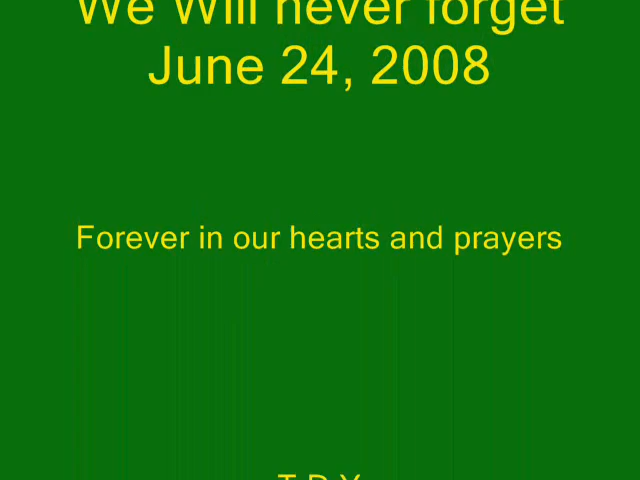 We Will never forget
June 24, 2008
Forever in our hearts and prayers